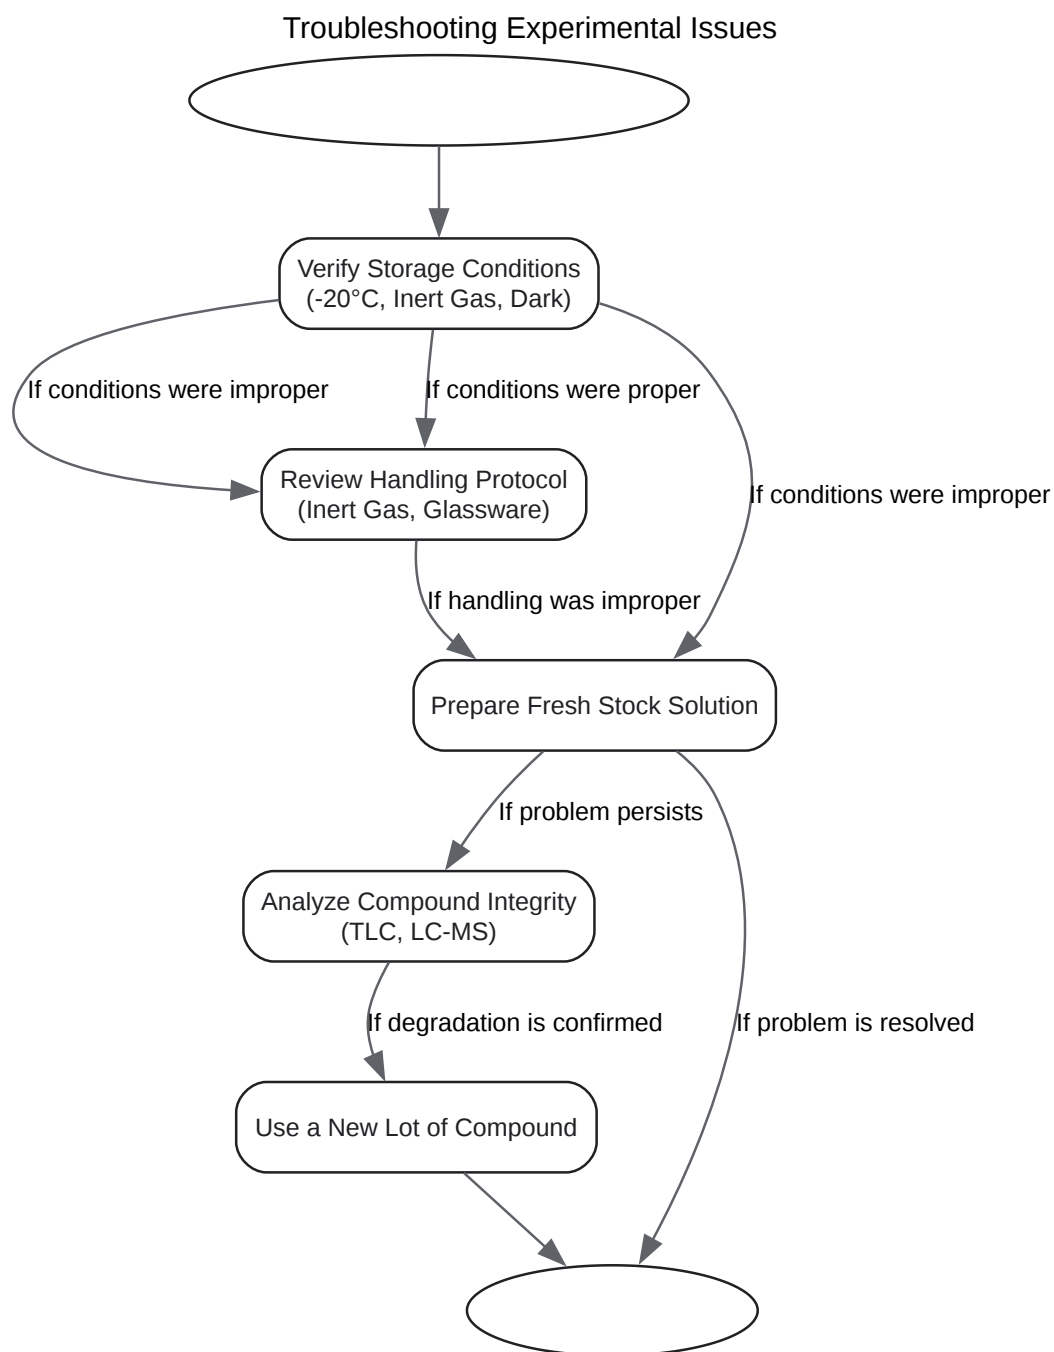 Troubleshooting Experimental Issues
Verify Storage Conditions
(-20°C, Inert Gas, Dark)
If conditions were improper
If conditions were proper
Review Handling Protocol
(Inert Gas, Glassware)
If conditions were improper
If handling was improper
Prepare Fresh Stock Solution
If problem persists
Analyze Compound Integrity
(TLC, LC-MS)
If degradation is confirmed
If problem is resolved
Use a New Lot of Compound